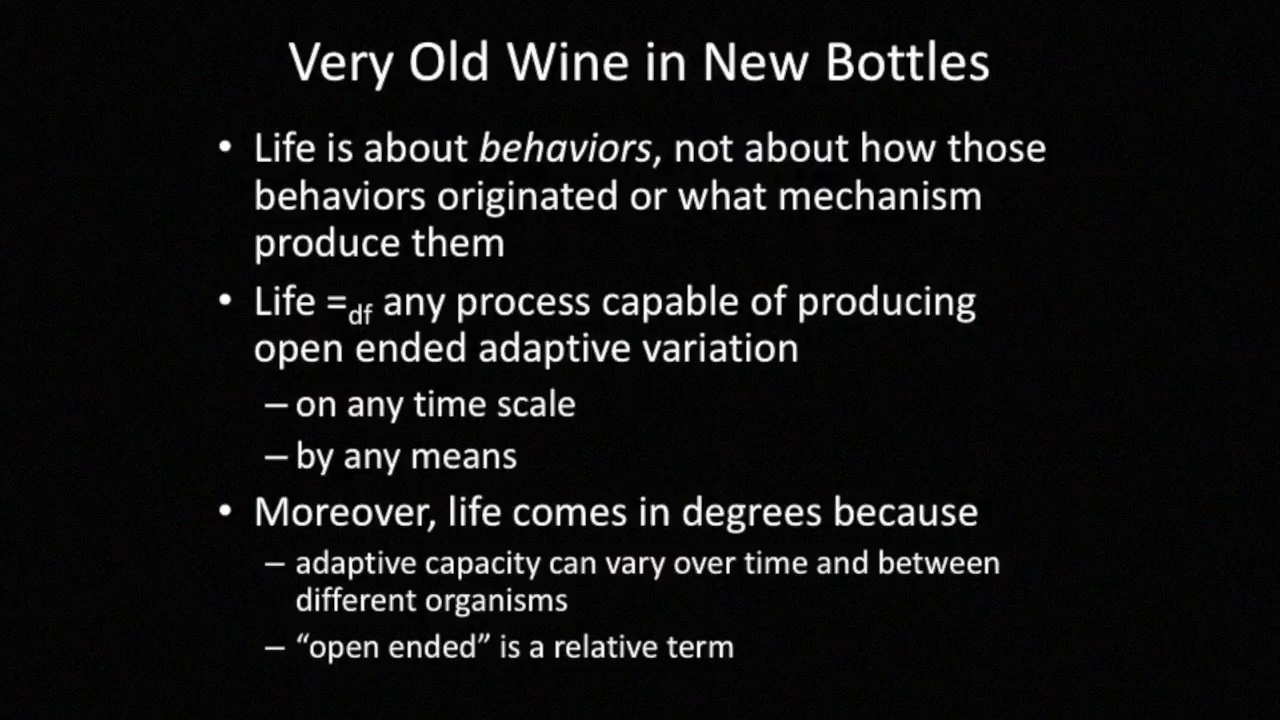 Very Old Wine in New Bottles
• Life is about behaviors, not about how those
behaviors originated or what mechanism
produce them
• Life =df any process capable of producing
open ended adaptive variation
– on any time scale
– by any means
• Moreover, life comes in degrees because
– adaptive capacity can vary over time and between
different organisms
– “open ended” is a relative term